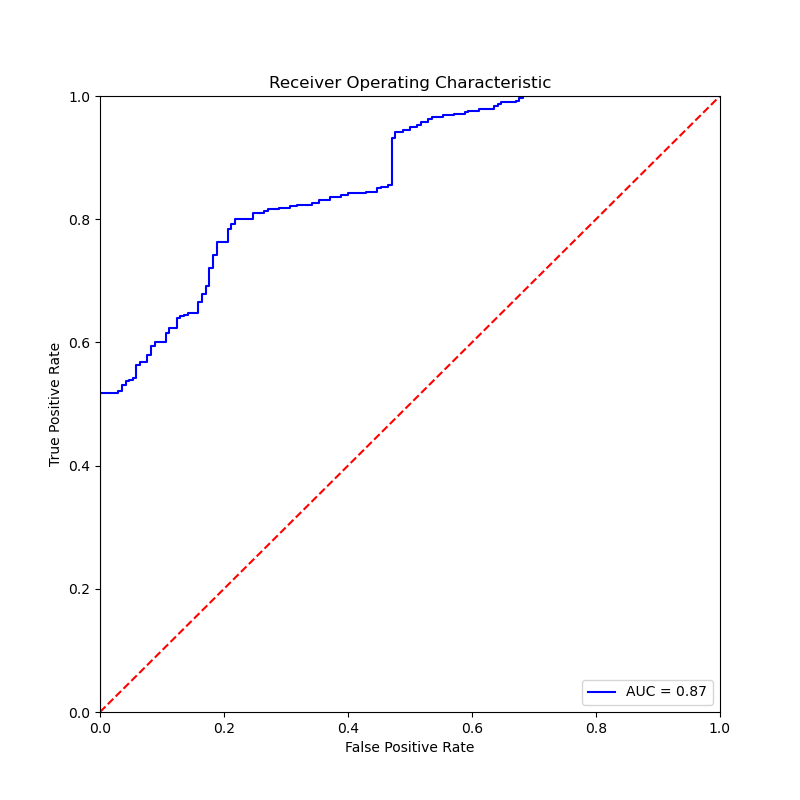 Receiver Operating Characteristic
1.0
0.8
0.6
0.4
0.2
0.0
True Positive Rate
AUC = 0.87
0.0 0.2 0.4 0.6 0.8 1.0
False Positive Rate